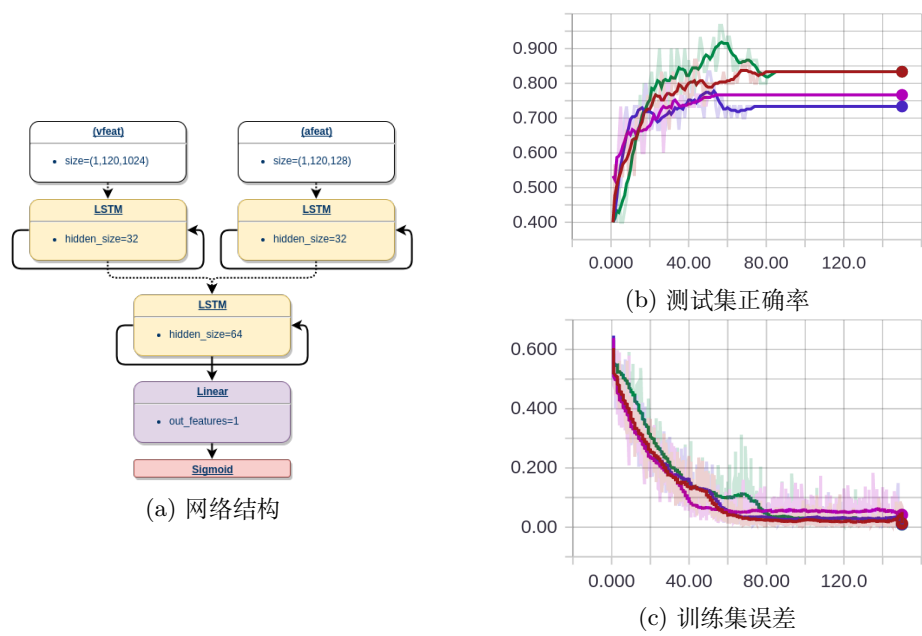 (vfeat)
• size=(1,120,1024)
(afeat)
• size=(1,120,128)
LSTM
• hidden_size=32
LSTM
• hidden_size=32
LSTM
• hidden_size=64
Linear
• out_features=1
Sigmoid
(a) 网络结构
0.900
0.800
0.700
0.600
0.500
0.400
0.000 40.00 80.00 120.0
(b) 测试集正确率
0.600
0.400
0.200
0.00
0.000 40.00 80.00 120.0
(c) 训练集误差